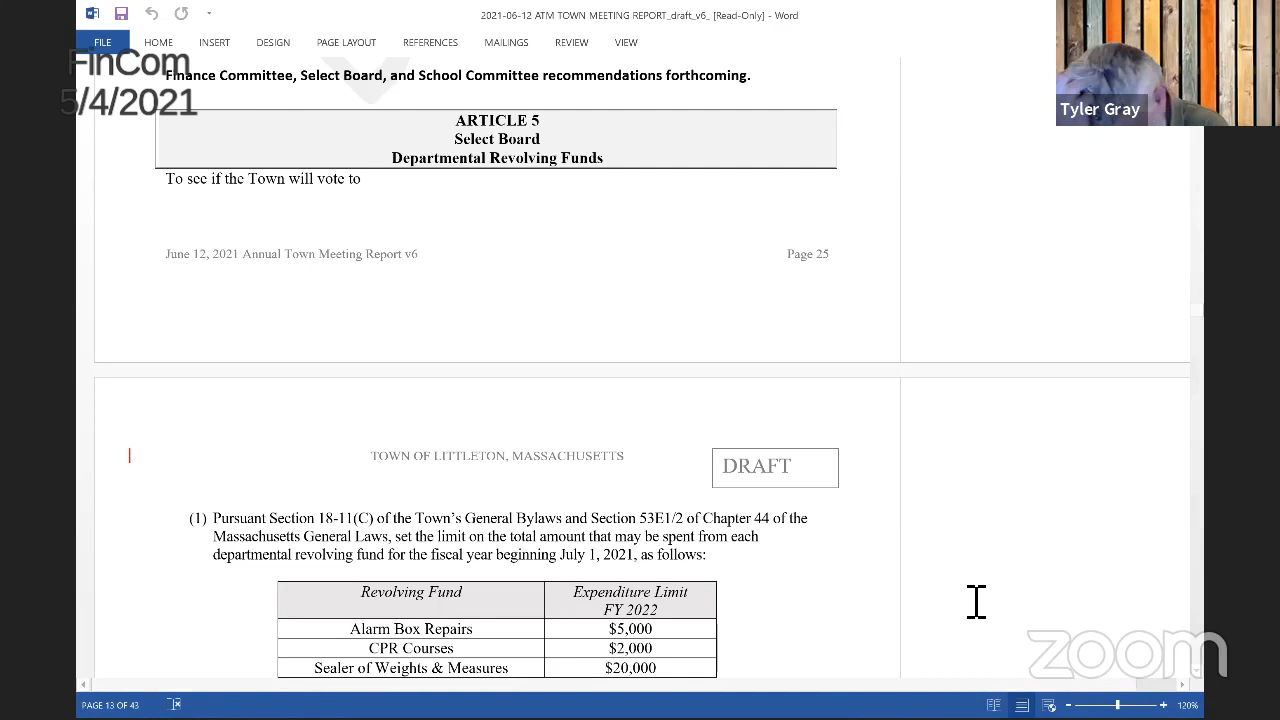 2021-06-12 ATM TOWN MEETING REPORT_draft_v6_ [Read-Only] - Word
FILE HOME INSERT DESIGN PAGE LAYOUT REFERENCES MAILINGS REVIEW VIEW
FinCom
5/4/2021
Tyler Gray
Finance Committee, Select Board, and School Committee recommendations forthcoming.
ARTICLE 5
Select Board
Departmental Revolving Funds
To see if the Town will vote to
June 12, 2021 Annual Town Meeting Report v6 Page 25
TOWN OF LITTLETON, MASSACHUSETTS
DRAFT
(1) Pursuant Section 18-11(C) of the Town's General Bylaws and Section 53E1/2 of Chapter 44 of the
Massachusetts General Laws, set the limit on the total amount that may be spent from each
departmental revolving fund for the fiscal year beginning July 1, 2021, as follows:
Revolving Fund Expenditure Limit
FY 2022
Alarm Box Repairs $5,000
CPR Courses $2,000
Sealer of Weights & Measures $20,000
zoom
PAGE 13 OF 43 120%